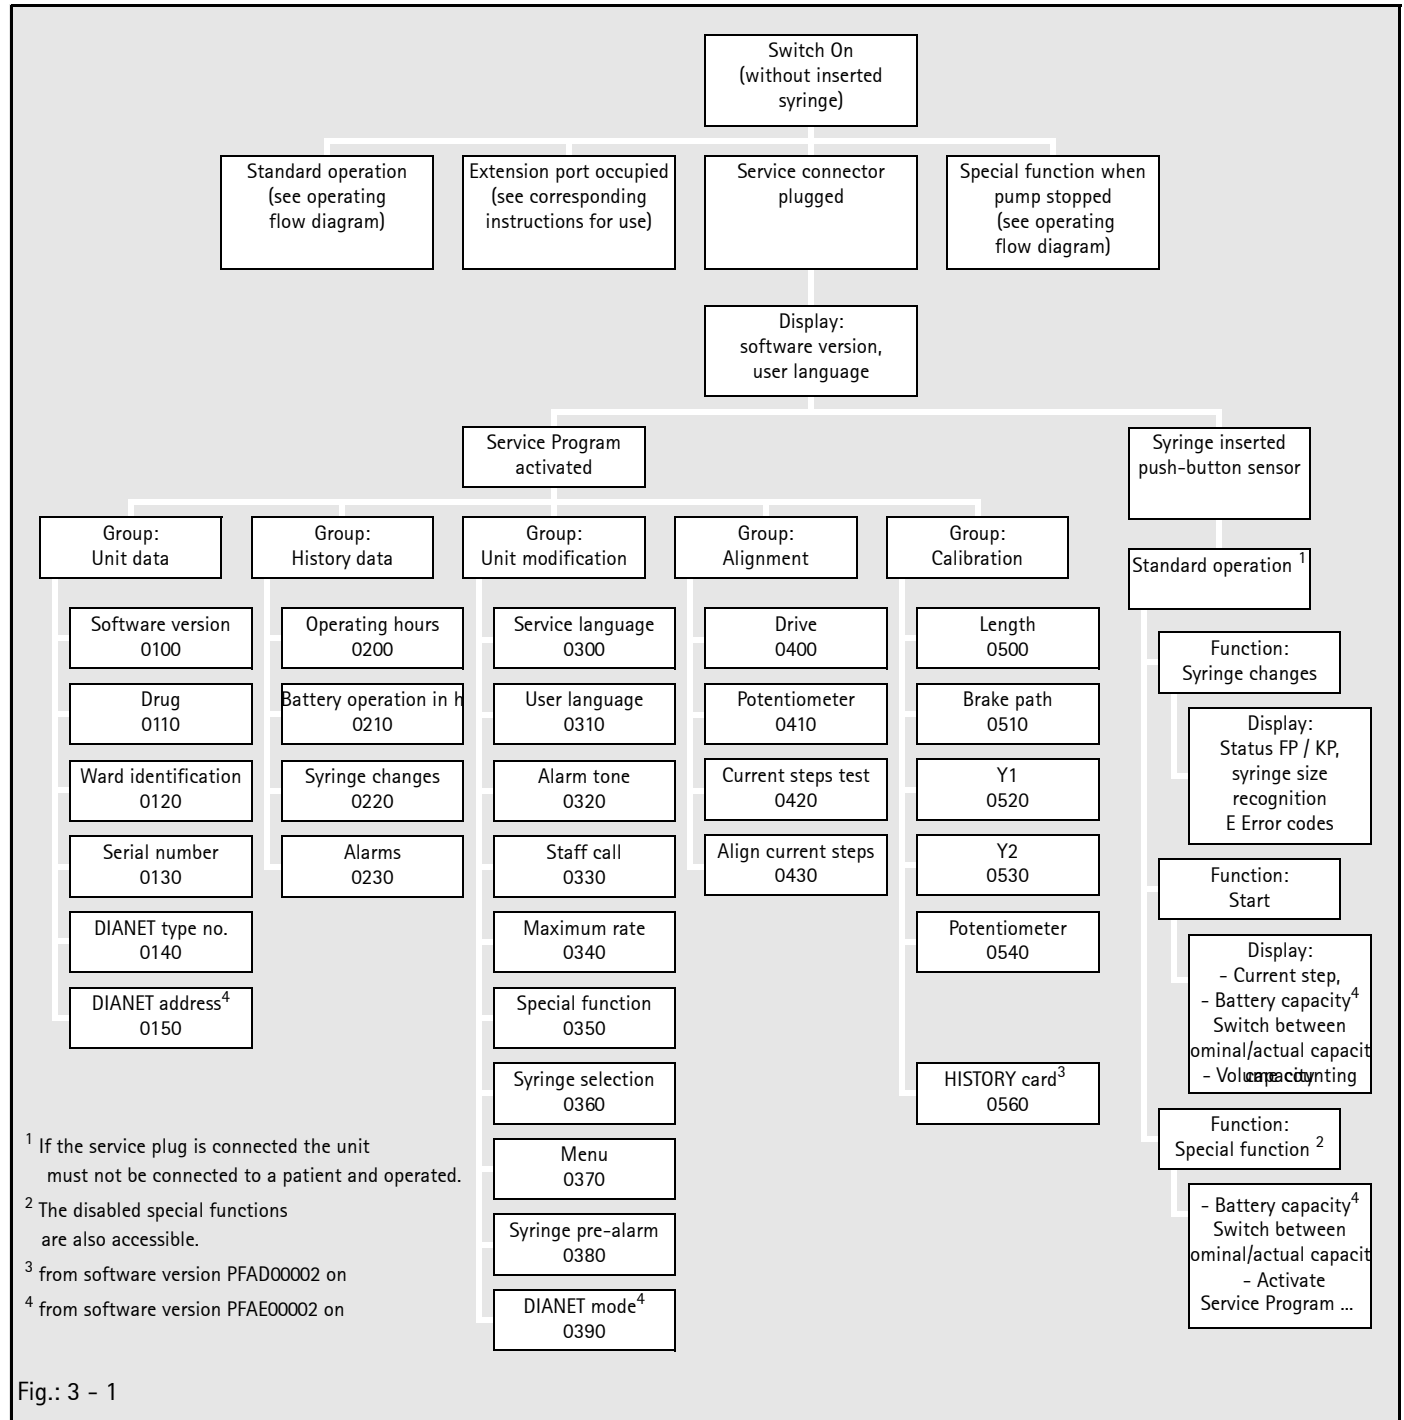 Switch On
(without inserted
syringe)
Standard operation
(see operating
flow diagram)
Extension port occupied
(see corresponding
instructions for use)
Service connector
plugged
Special function when
pump stopped
(see operating
flow diagram)
Display:
software version,
user language
Service Program
activated
Syringe inserted
push-button sensor
Group:
Unit data
Software version
0100
Drug
0110
Ward identification
0120
Serial number
0130
DIANET type no.
0140
DIANET address4
0150
Group:
History data
Operating hours
0200
Battery operation in h
0210
Syringe changes
0220
Alarms
0230
Group:
Unit modification
Service language
0300
User language
0310
Alarm tone
0320
Staff call
0330
Maximum rate
0340
Special function
0350
Syringe selection
0360
Menu
0370
Syringe pre-alarm
0380
DIANET mode4
0390
Group:
Alignment
Drive
0400
Potentiometer
0410
Current steps test
0420
Align current steps
0430
Group:
Calibration
Length
0500
Brake path
0510
Y1
0520
Y2
0530
Potentiometer
0540
HISTORY card3
0560
Standard operation 1
Function:
Syringe changes
Display:
Status FP / KP,
syringe size
recognition
E Error codes
Function:
Start
Display:
- Current step,
- Battery capacity4
Switch between
ominal/actual capacit
capacity
- Volume counting
Function:
Special function 2
- Battery capacity4
Switch between
ominal/actual capacit
- Activate
Service Program ...
1 If the service plug is connected the unit
must not be connected to a patient and operated.
2 The disabled special functions
are also accessible.
3 from software version PFAD00002 on
4 from software version PFAE00002 on
Fig.: 3 - 1